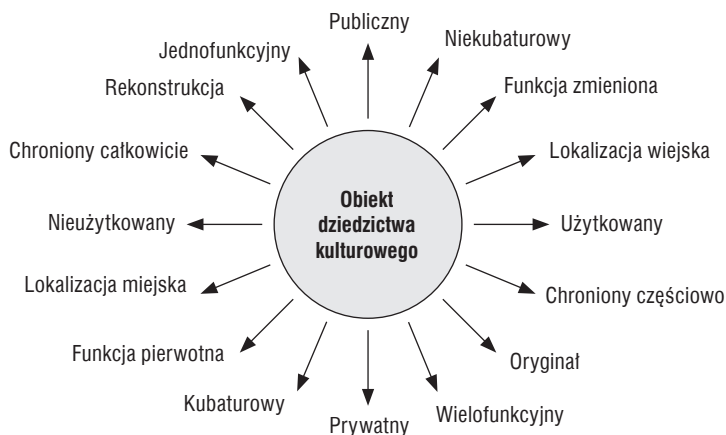 Publiczny
Jednofunkcyjny
Niekubaturowy
Rekonstrukcja
Funkcja zmieniona
Chroniony całkowicie
Lokalizacja wiejska
Obiekt
dziedzictwa
kulturowego
Nieużytkowany
Użytkowany
Lokalizacja miejska
Chroniony częściowo
Funkcja pierwotna
Oryginał
Kubaturowy
Wielofunkcyjny
Prywatny